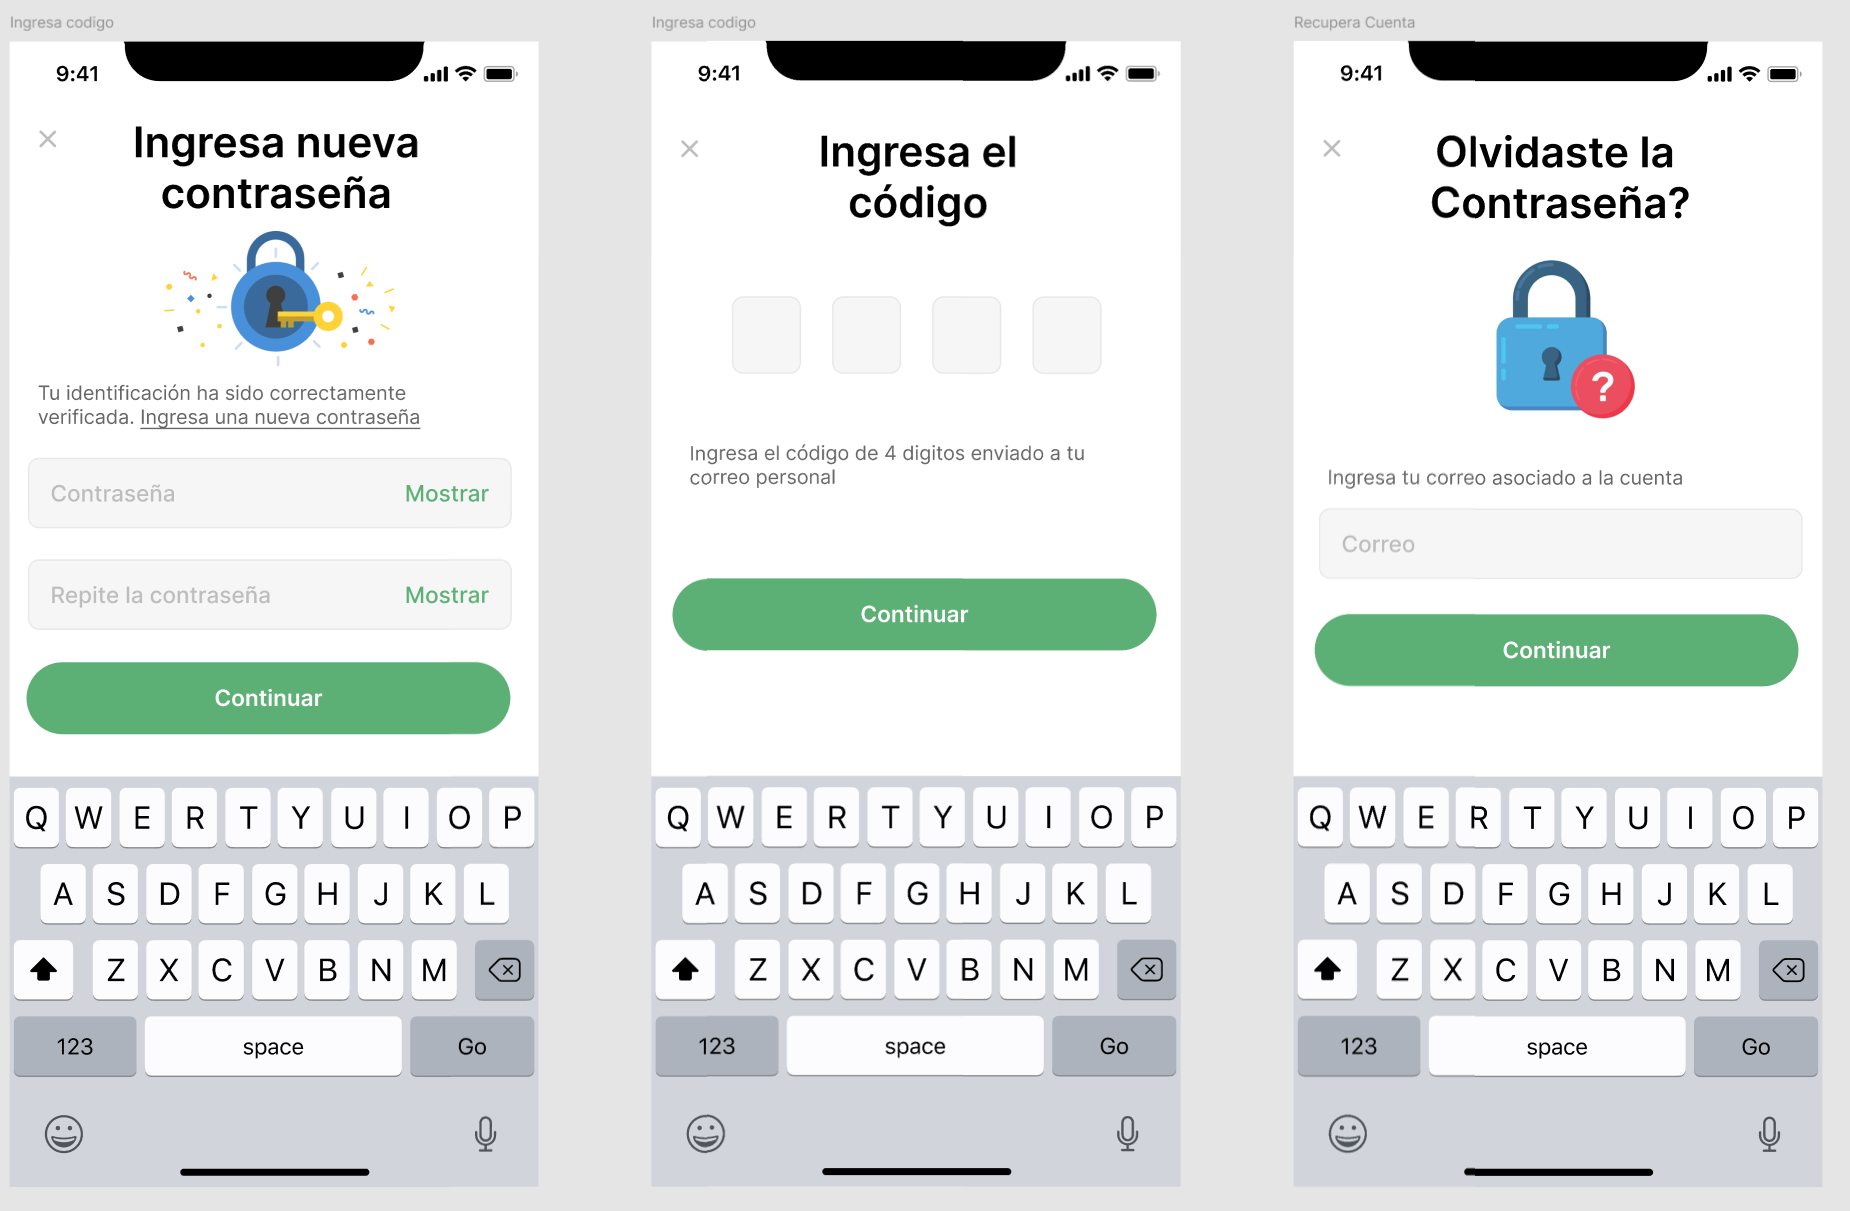 Ingresa codigo
9:41
Ingresa nueva
contraseña
Tu identificación ha sido correctamente
verificada. Ingresa una nueva contraseña
Contraseña
Mostrar
Repite la contraseña
Mostrar
Continuar
Q W E R T Y U I O P
A S D F G H J K L
Z X C V B N M
123 space Go
Ingresa codigo
9:41
Ingresa el
código
Ingresa el código de 4 digitos enviado a tu
correo personal
Continuar
Q W E R T Y U I O P
A S D F G H J K L
Z X C V B N M
123 space Go
Recupera Cuenta
9:41
Olvidaste la
Contraseña?
?
Ingresa tu correo asociado a la cuenta
Correo
Continuar
Q W E R T Y U I O P
A S D F G H J K L
Z X C V B N M
123 space Go